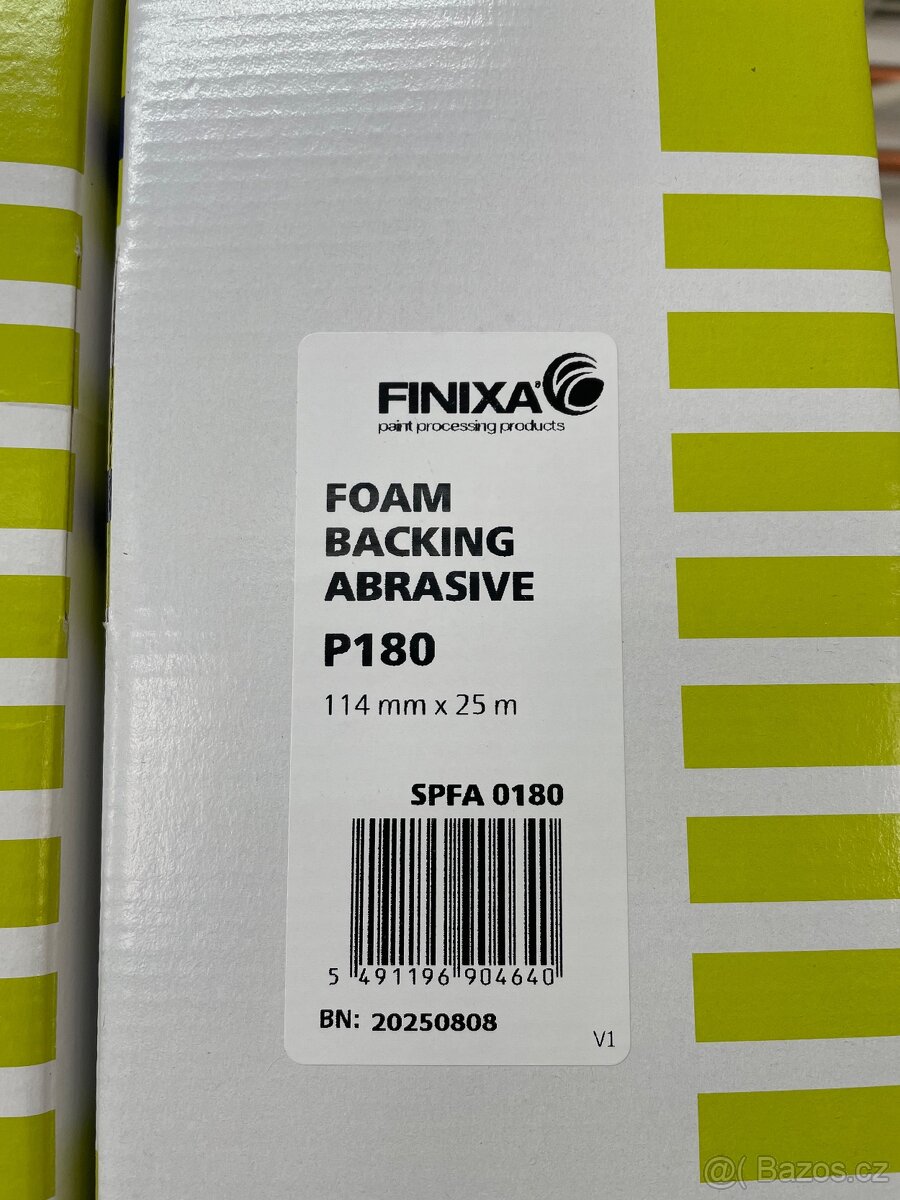 FINIXA®
paint processing products
FOAM
BACKING
ABRASIVE
P180
114 mm x 25 m
SPFA 0180
5 491196 904640
BN: 20250808
V1
@( Bazos.cz